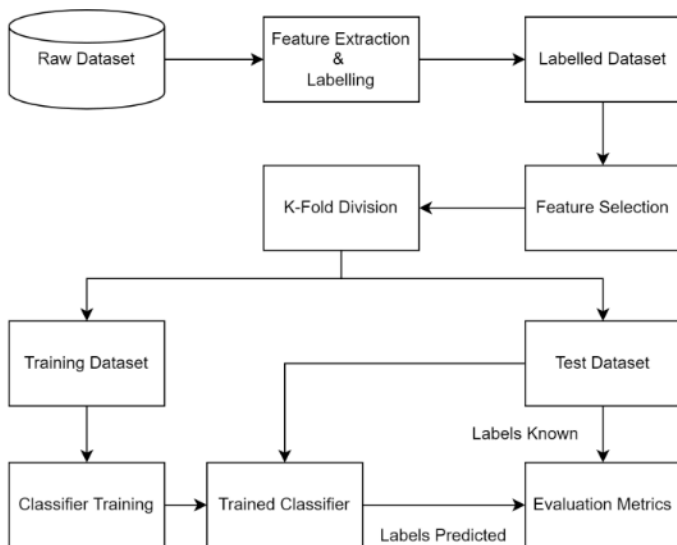 Raw Dataset
Feature Extraction
&
Labelling
Labelled Dataset
K-Fold Division
Feature Selection
Training Dataset
Test Dataset
Labels Known
Classifier Training
Trained Classifier
Evaluation Metrics
Labels Predicted